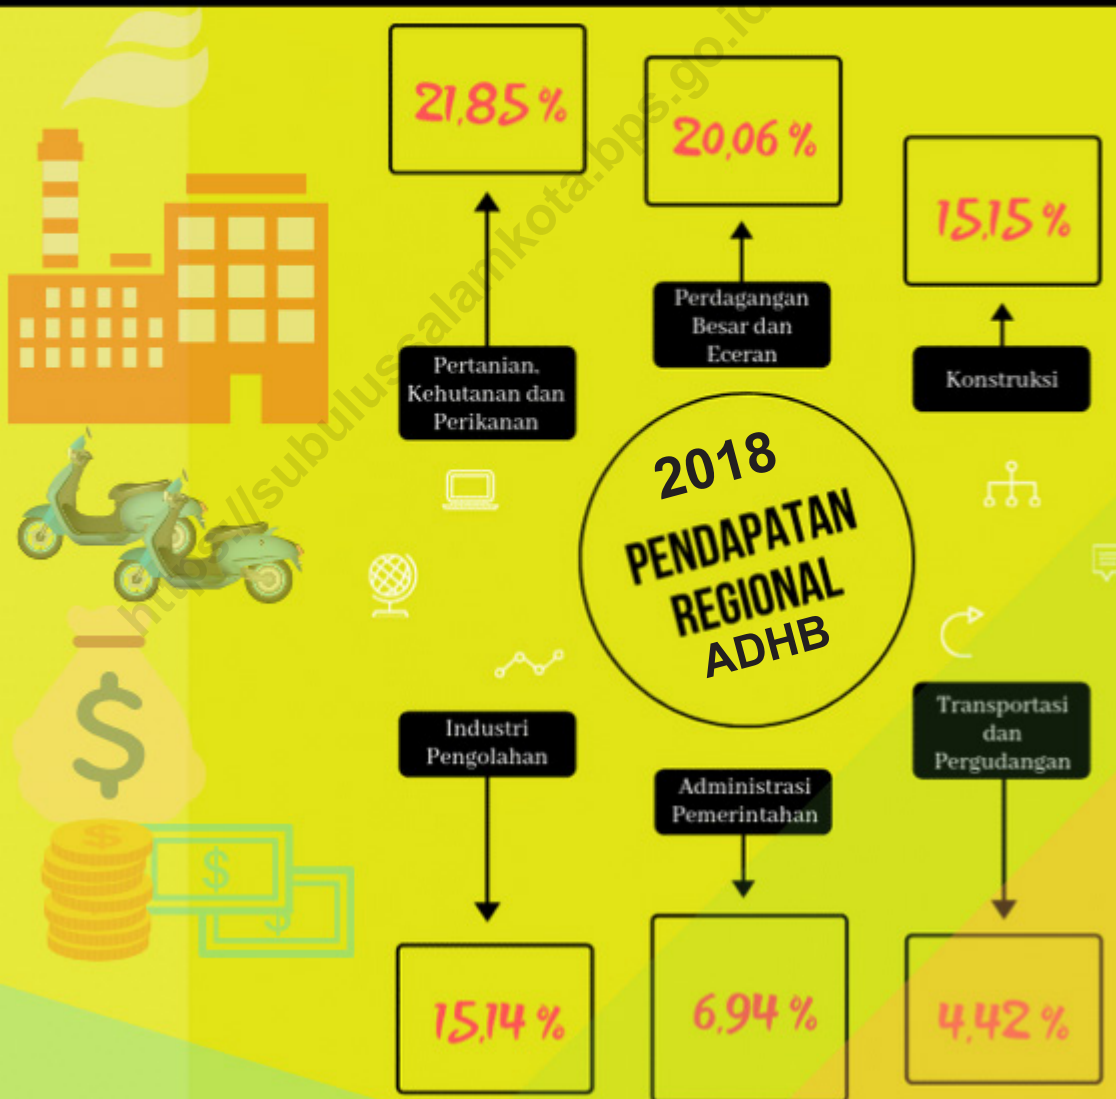 21,85 %
20,06 %
15,15 %
Perdagangan
Besar dan
Eceran
Pertanian,
Kehutanan dan
Perikanan
Konstruksi
2018
PENDAPATAN
REGIONAL
ADHB
Industri
Pengolahan
Administrasi
Pemerintahan
Transportasi
dan
Pergudangan
15,14 %
6,94 %
4,42 %
$
$
$
$
http://subulussalamkota.bps.go.id